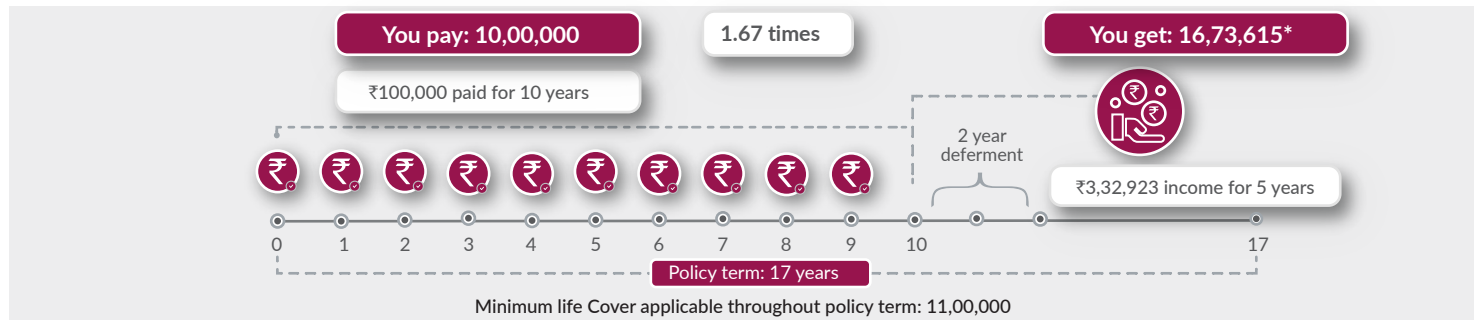 You pay: 10,00,000
1.67 times
You get: 16,73,615*
₹100,000 paid for 10 years
2 year
deferment
₹3,32,923 income for 5 years
0 1 2 3 4 5 6 7 8 9 10 17
Policy term: 17 years
Minimum life Cover applicable throughout policy term: 11,00,000